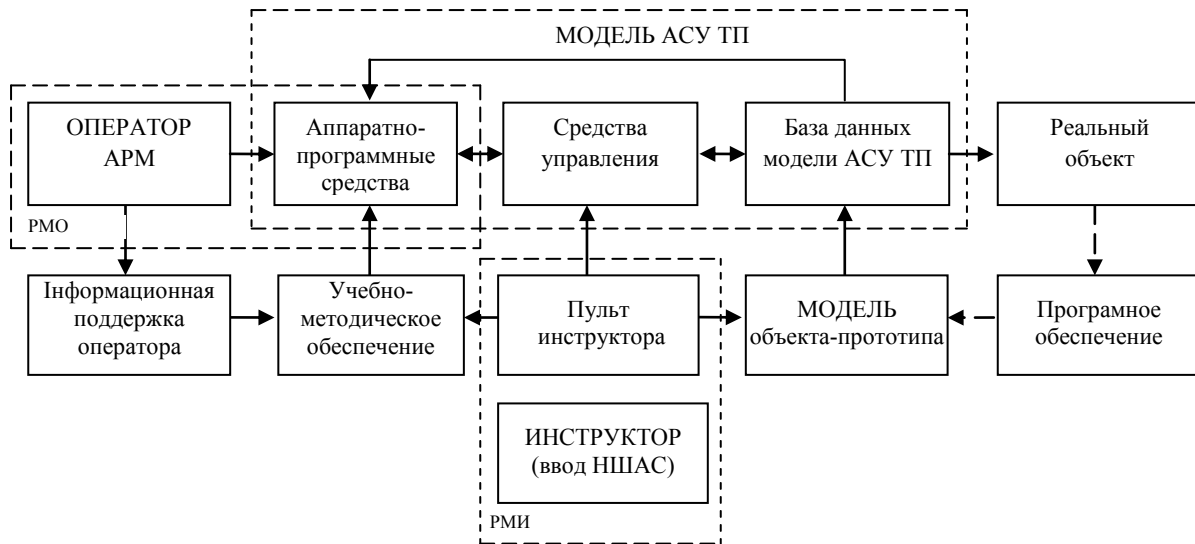 МОДЕЛЬ АСУ ТП
ОПЕРАТОР
АРМ
Аппаратно-
программные
средства
Средства
управления
База данных
модели АСУ ТП
Реальный
объект
РМО
Інформационная
поддержка
оператора
Учебно-
методическое
обеспечение
Пульт
инструктора
МОДЕЛЬ
объекта-прототипа
Програмное
обеспечение
ИНСТРУКТОР
(ввод НШАС)
РМИ